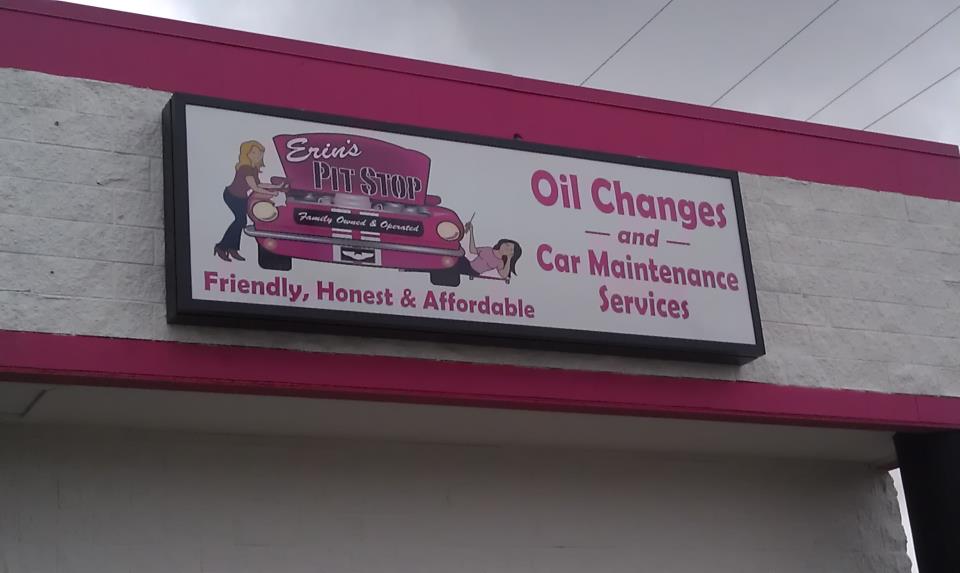 Erin's
PIT STOP
Family Owned & Operated
Friendly, Honest & Affordable
Oil Changes
— and —
Car Maintenance
Services